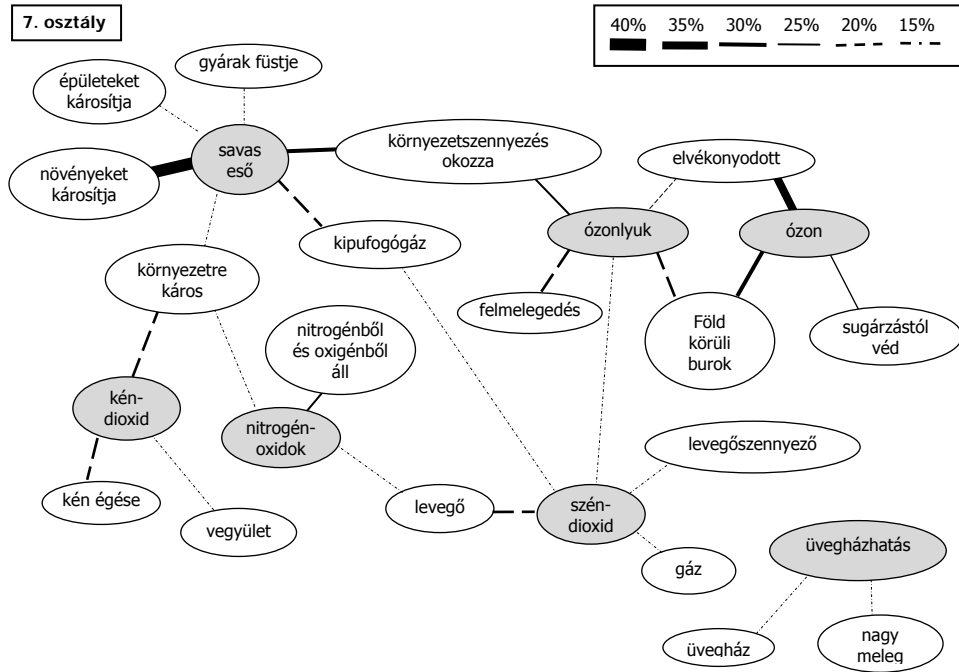 7. osztály
40% 35% 30% 25% 20% 15%
gyárak füstje
épületeket
károsítja
savas
eső
környezetszennyezés
okozza
elvékonyodott
növényeket
károsítja
ózonlyuk
ózon
kipufogógáz
környezetre
káros
felmelegedés
Föld
körüli
burok
sugárzástól
véd
nitrogénből
és oxigénből
áll
kén-
dioxid
nitrogén-
oxidok
levegőszennyező
kén égése
levegő
szén-
dioxid
vegyület
üvegházhatás
gáz
üvegház
nagy
meleg